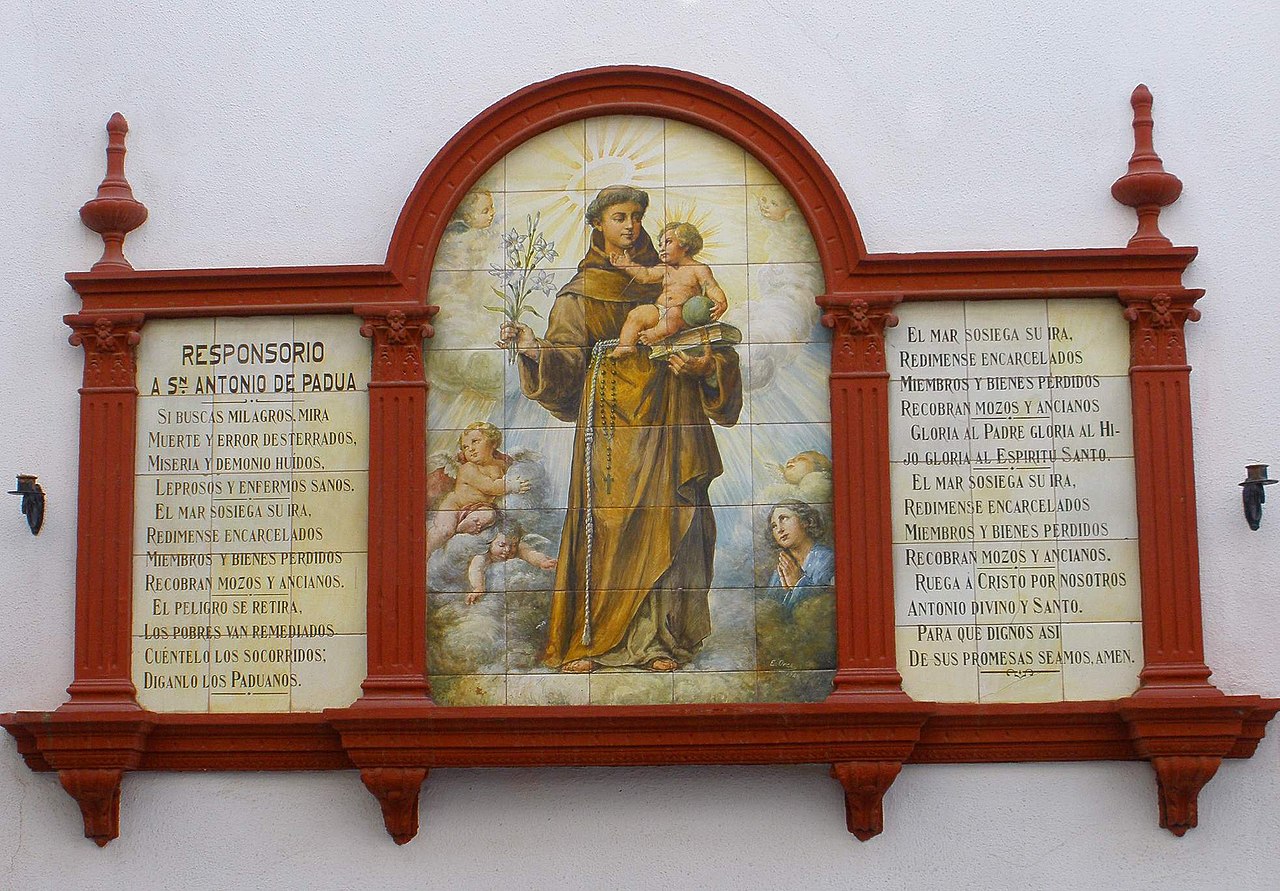 RESPONSORIO
A Sᴺ. ANTONIO DE PADUA
SI BUSCAS MILAGROS, MIRA
MUERTE Y ERROR DESTERRADOS,
MISERIA Y DEMONIO HUÍDOS,
LEPROSOS Y ENFERMOS SANOS.
EL MAR SOSIEGA SU IRA,
REDIMENSE ENCARCELADOS
MIEMBROS Y BIENES PERDIDOS
RECOBRAN MOZOS Y ANCIANOS.
EL PELIGRO SE RETIRA,
LOS POBRES VAN REMEDIADOS
CUÉNTELO LOS SOCORRIDOS;
DIGANLO LOS PADUANOS.
EL MAR SOSIEGA SU IRA,
REDIMENSE ENCARCELADOS
MIEMBROS Y BIENES PERDIDOS
RECOBRAN MOZOS Y ANCIANOS
GLORIA AL PADRE GLORIA AL HI-
JO GLORIA AL ESPIRITU SANTO.
EL MAR SOSIEGA SU IRA,
REDIMENSE ENCARCELADOS
MIEMBROS Y BIENES PERDIDOS
RECOBRAN MOZOS Y ANCIANOS.
RUEGA À CRISTO POR NOSOTROS
ANTONIO DIVINO Y SANTO.
PARA QUE DIGNOS ASI
DE SUS PROMESAS SEAMOS, AMEN.